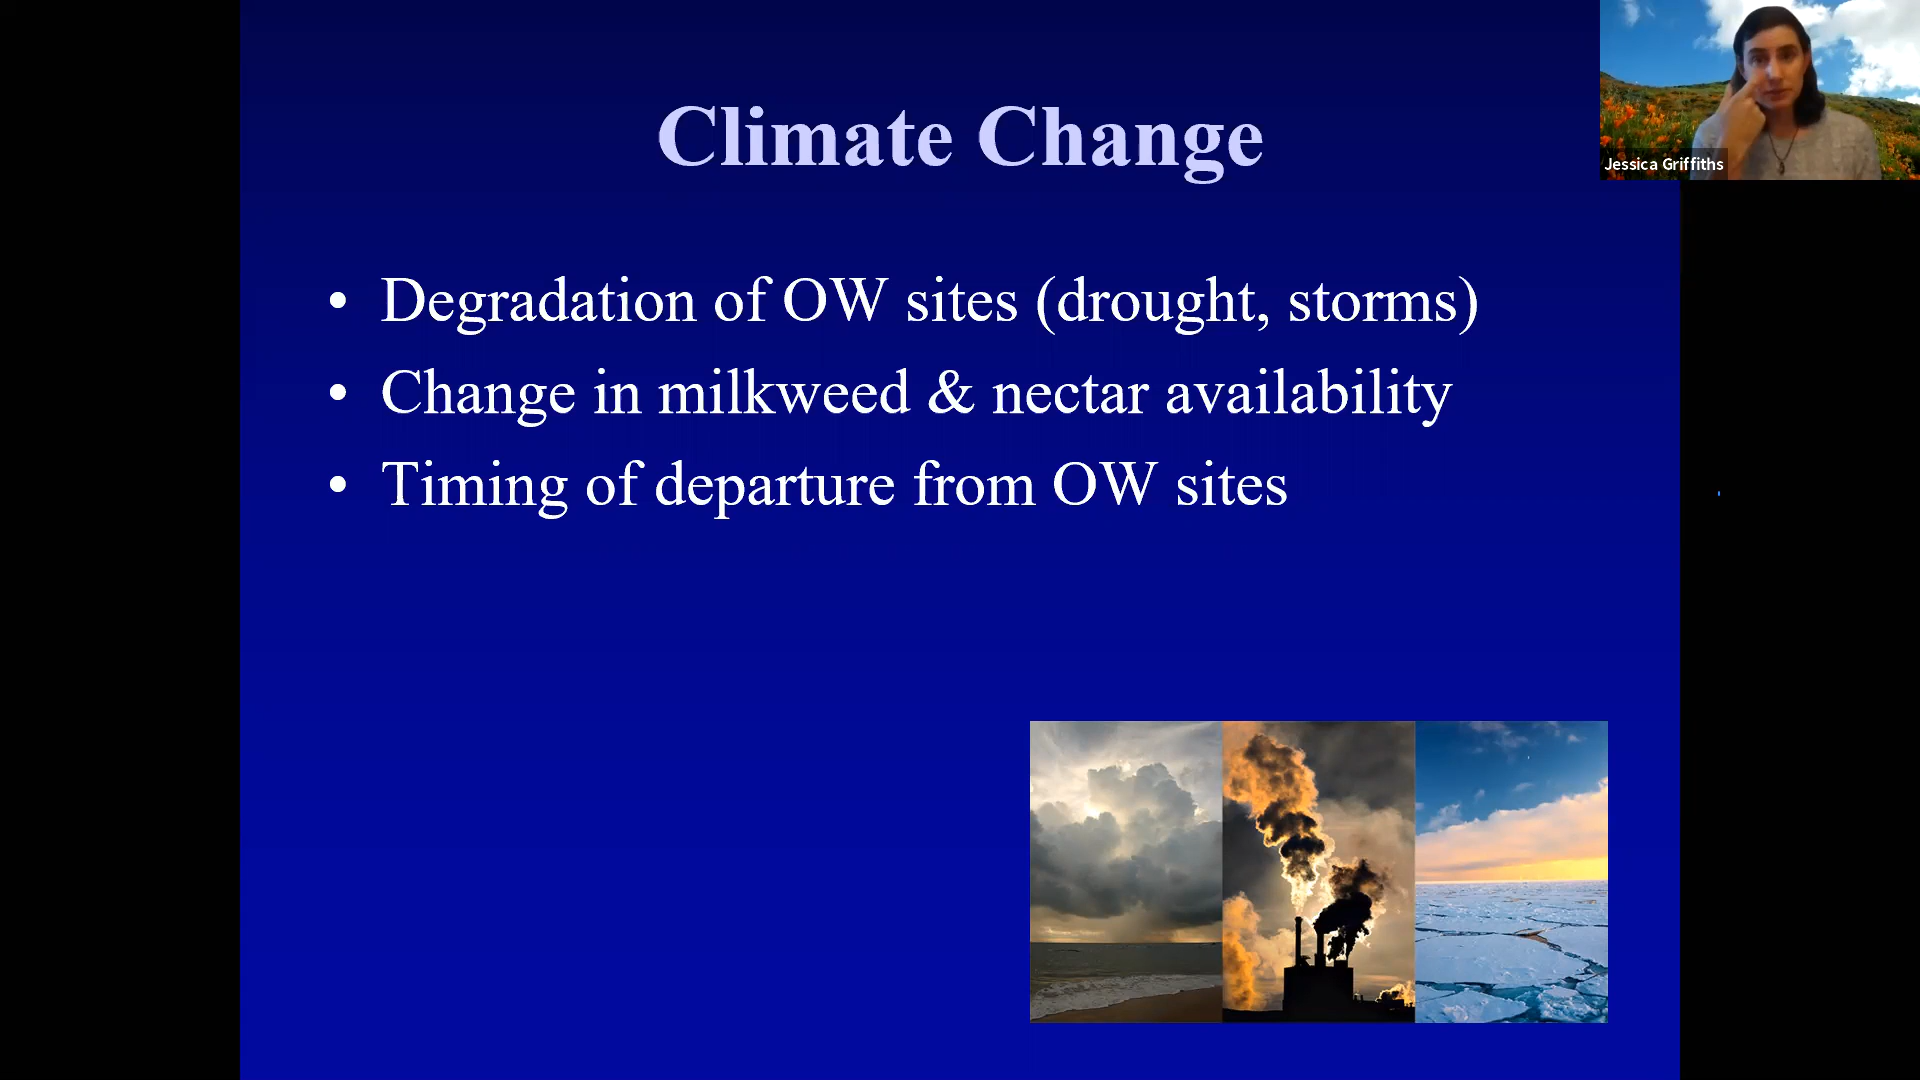 Climate Change
Jessica Griffiths
• Degradation of OW sites (drought, storms)
• Change in milkweed & nectar availability
• Timing of departure from OW sites